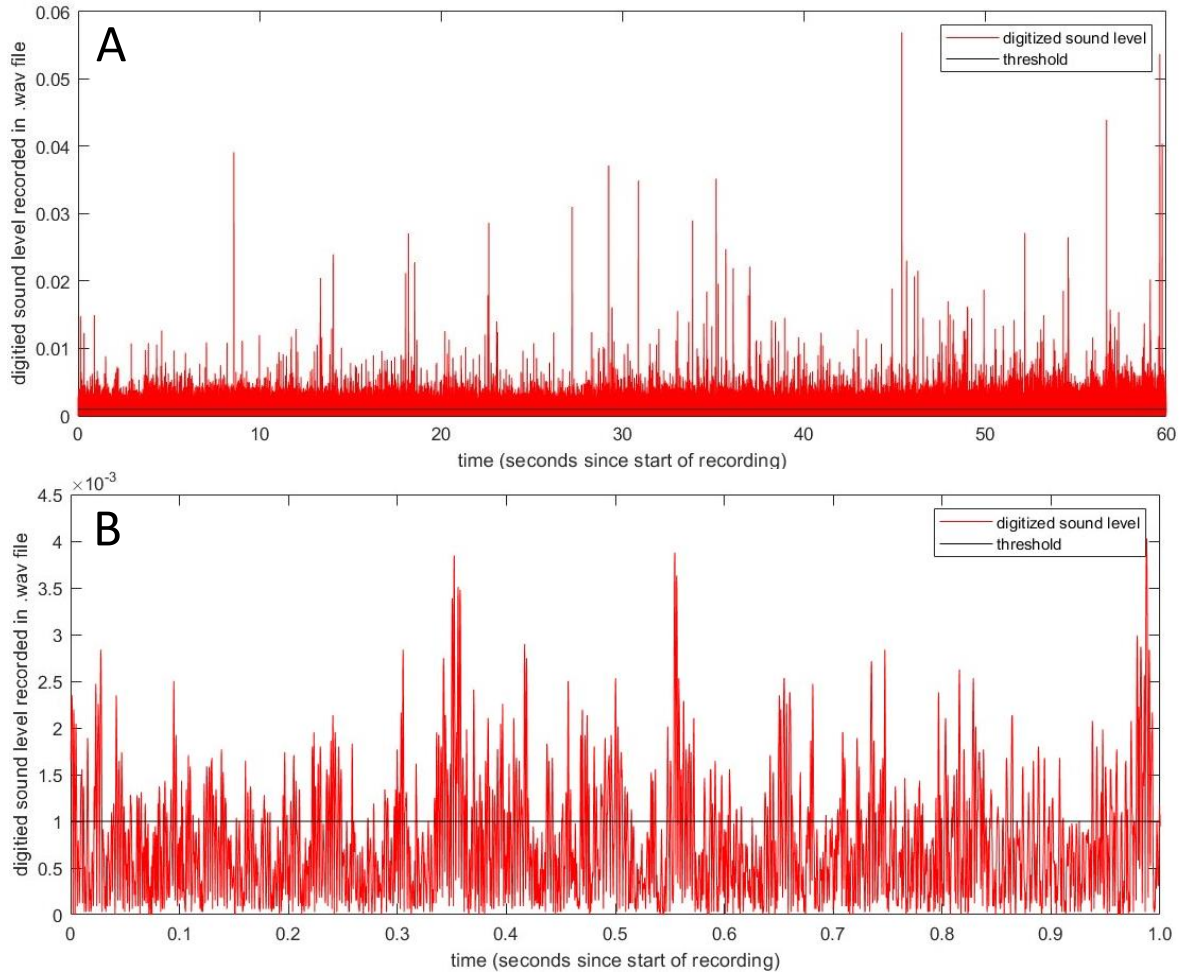 A
digitized sound level
threshold
digitied sound level recorded in .wav file
0.06
0.05
0.04
0.03
0.02
0.01
0
0 10 20 30 40 50 60
time (seconds since start of recording)
×10-3
B
digitized sound level
threshold
digitied sound level recorded in .wav file
4.5
4
3.5
3
2.5
2
1.5
1
0.5
0
0 0.1 0.2 0.3 0.4 0.5 0.6 0.7 0.8 0.9 1.0
time (seconds since start of recording)